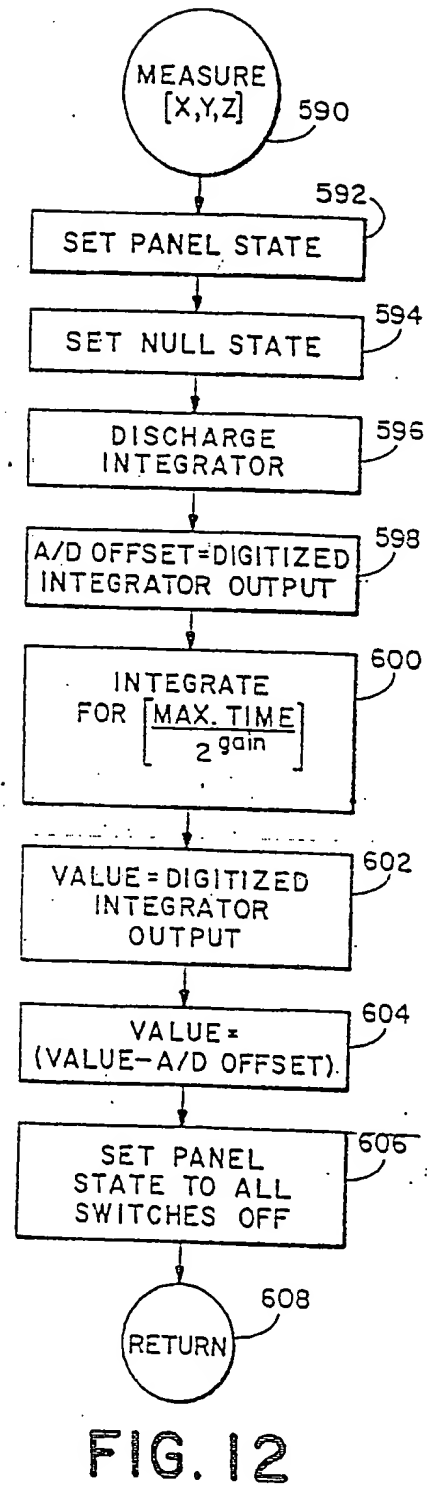 MEASURE
[X,Y,Z]
590
592
SET PANEL STATE
594
SET NULL STATE
596
DISCHARGE
INTEGRATOR
598
A/D OFFSET=DIGITIZED
INTEGRATOR OUTPUT
600
INTEGRATE
FOR [MAX. TIME
2 gain]
602
VALUE=DIGITIZED
INTEGRATOR
OUTPUT
604
VALUE=
(VALUE-A/D OFFSET)
606
SET PANEL
STATE TO ALL
SWITCHES OFF
608
RETURN
FIG. 12